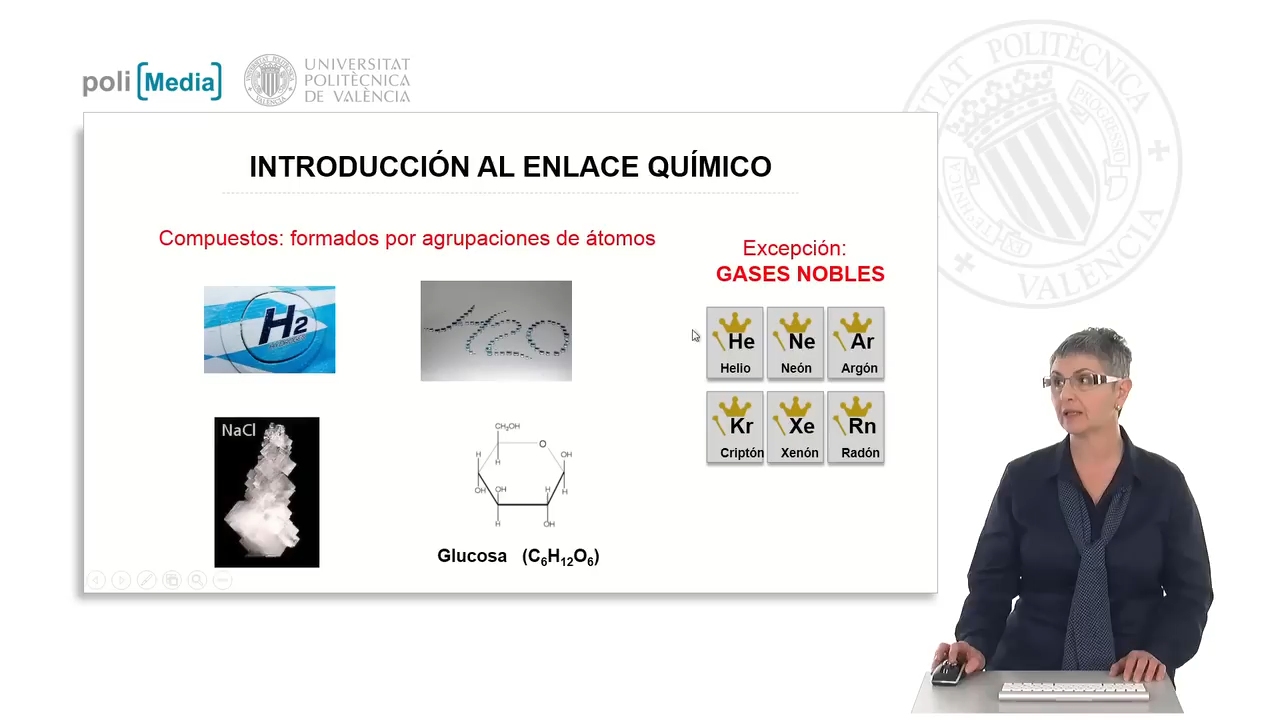 poli [Media]
UNIVERSITAT
POLITÈCNICA
DE VALÈNCIA
INTRODUCCIÓN AL ENLACE QUÍMICO
Compuestos: formados por agrupaciones de átomos
Excepción:
GASES NOBLES
H2
H2O
He
Helio
Ne
Neón
Ar
Argón
Kr
Criptón
Xe
Xenón
Rn
Radón
NaCl
CH₂OH
O
H
H
OH
H
OH
OH
H
H
H
OH
Glucosa (C₆H₁₂O₆)